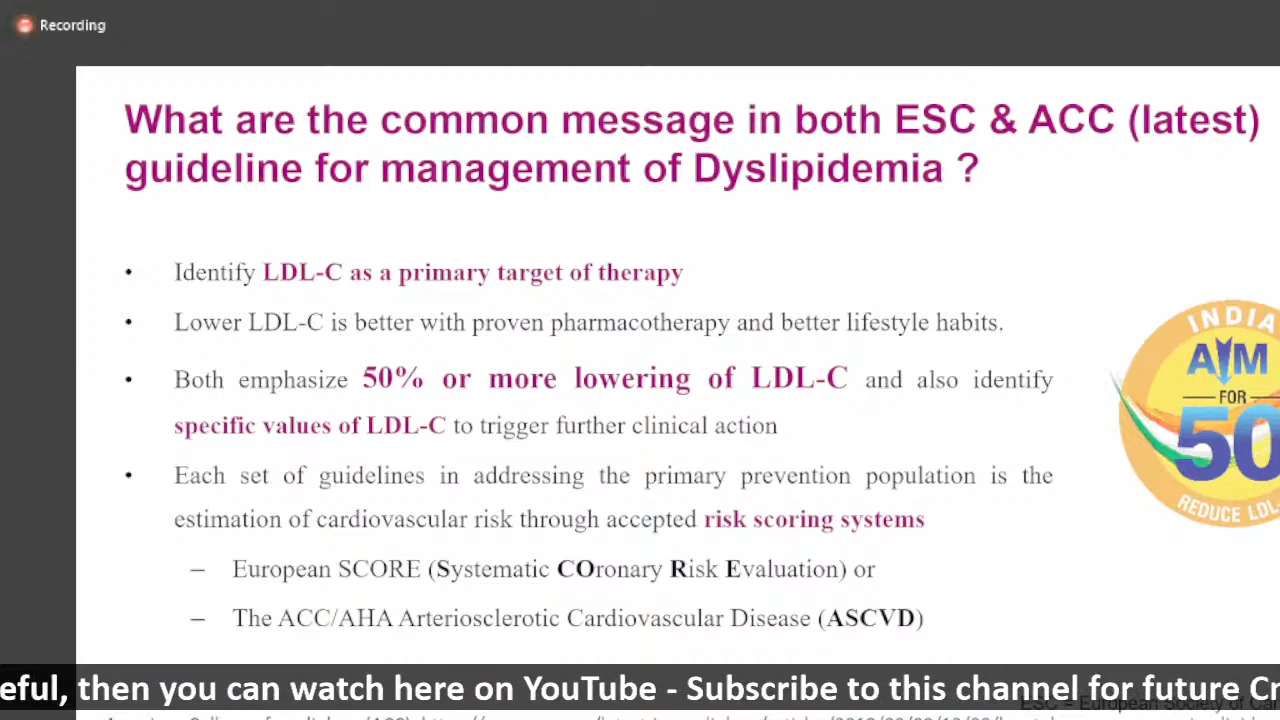 Recording
What are the common message in both ESC & ACC (latest)
guideline for management of Dyslipidemia ?
• Identify LDL-C as a primary target of therapy
• Lower LDL-C is better with proven pharmacotherapy and better lifestyle habits.
• Both emphasize 50% or more lowering of LDL-C and also identify
specific values of LDL-C to trigger further clinical action
• Each set of guidelines in addressing the primary prevention population is the
estimation of cardiovascular risk through accepted risk scoring systems
– European SCORE (Systematic COronary Risk Evaluation) or
– The ACC/AHA Arteriosclerotic Cardiovascular Disease (ASCVD)
INDIA
AIM
FOR
50
REDUCE LDL-
eful, then you can watch here on YouTube - Subscribe to this channel for future Cr